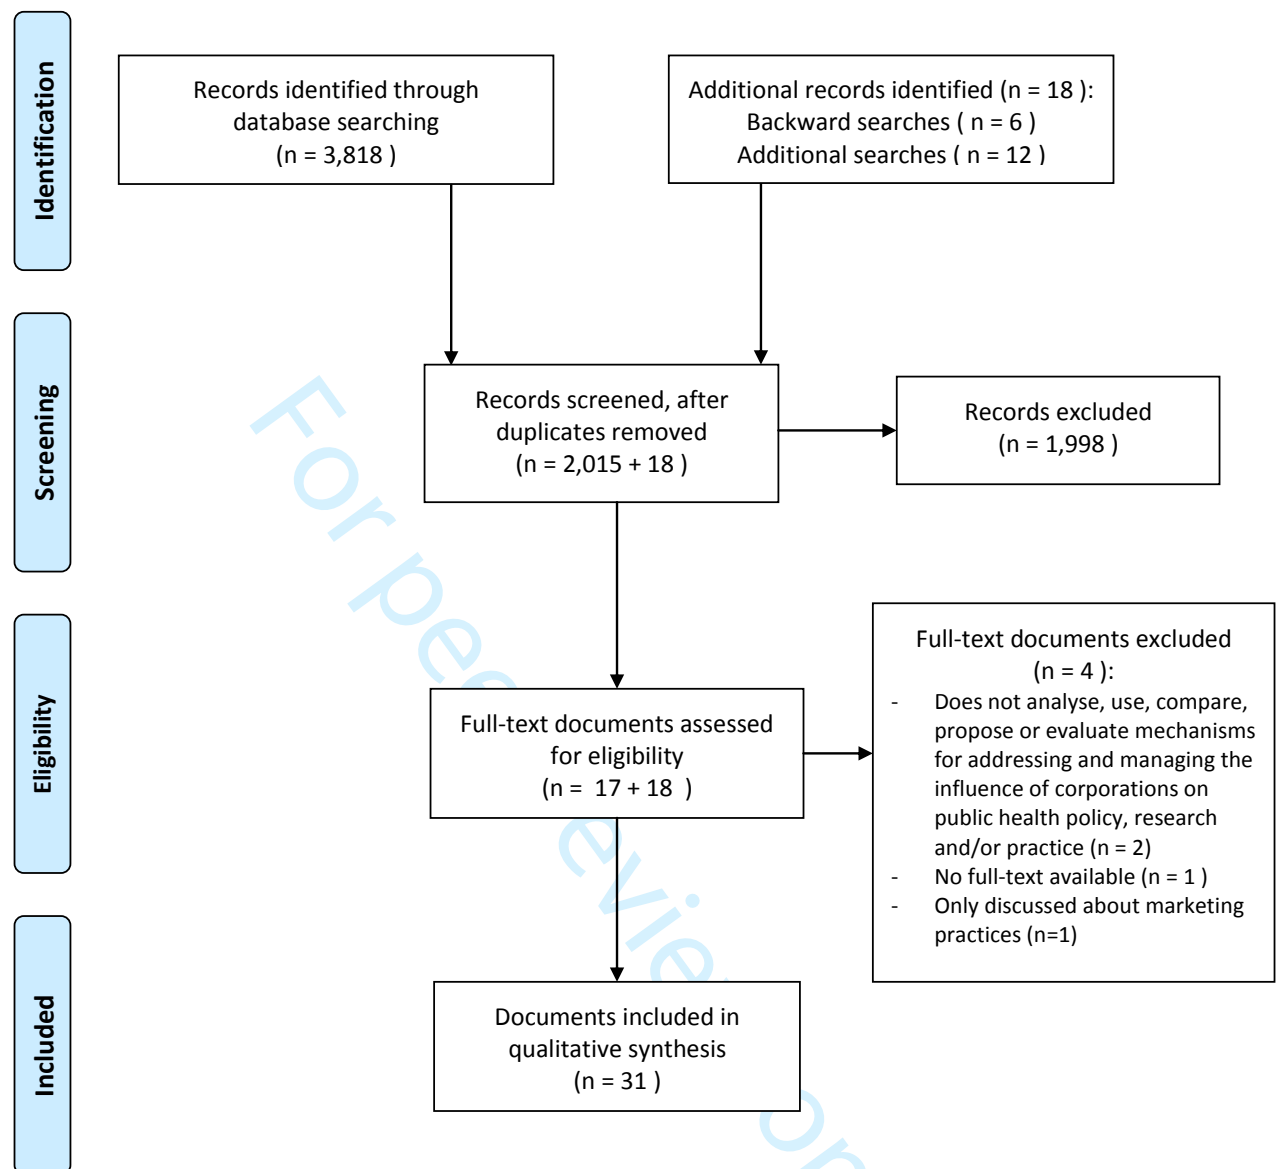 Identification
Records identified through
database searching
(n = 3,818 )
Additional records identified (n = 18 ):
Backward searches ( n = 6 )
Additional searches ( n = 12 )
Screening
Records screened, after
duplicates removed
(n = 2,015 + 18 )
Records excluded
(n = 1,998 )
Eligibility
Full-text documents assessed
for eligibility
(n =  17 + 18  )
Full-text documents excluded
(n = 4 ):
- Does not analyse, use, compare,
propose or evaluate mechanisms
for addressing and managing the
influence of corporations on
public health policy, research
and/or practice (n = 2)
- No full-text available (n = 1 )
- Only discussed about marketing
practices (n=1)
Included
Documents included in
qualitative synthesis
(n = 31 )
For peer